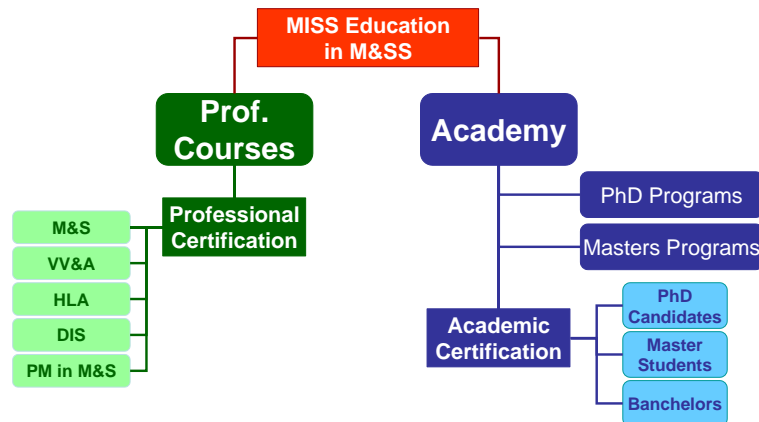 MISS Education
in M&SS
Prof.
Courses
Academy
Professional
Certification
M&S
VV&A
HLA
DIS
PM in M&S
PhD Programs
Masters Programs
Academic
Certification
PhD
Candidates
Master
Students
Banchelors